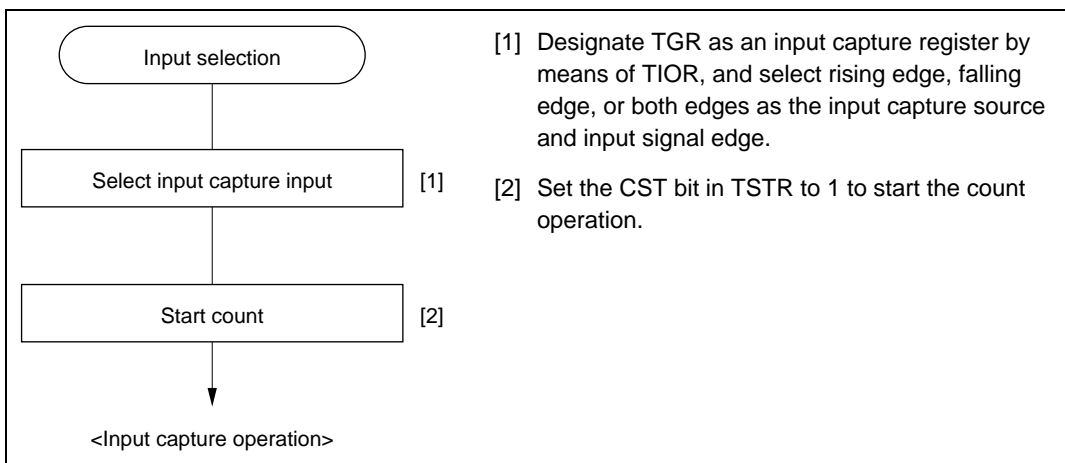 Input selection
Select input capture input
[1]
Start count
[2]
<Input capture operation>
[1] Designate TGR as an input capture register by
means of TIOR, and select rising edge, falling
edge, or both edges as the input capture source
and input signal edge.
[2] Set the CST bit in TSTR to 1 to start the count
operation.